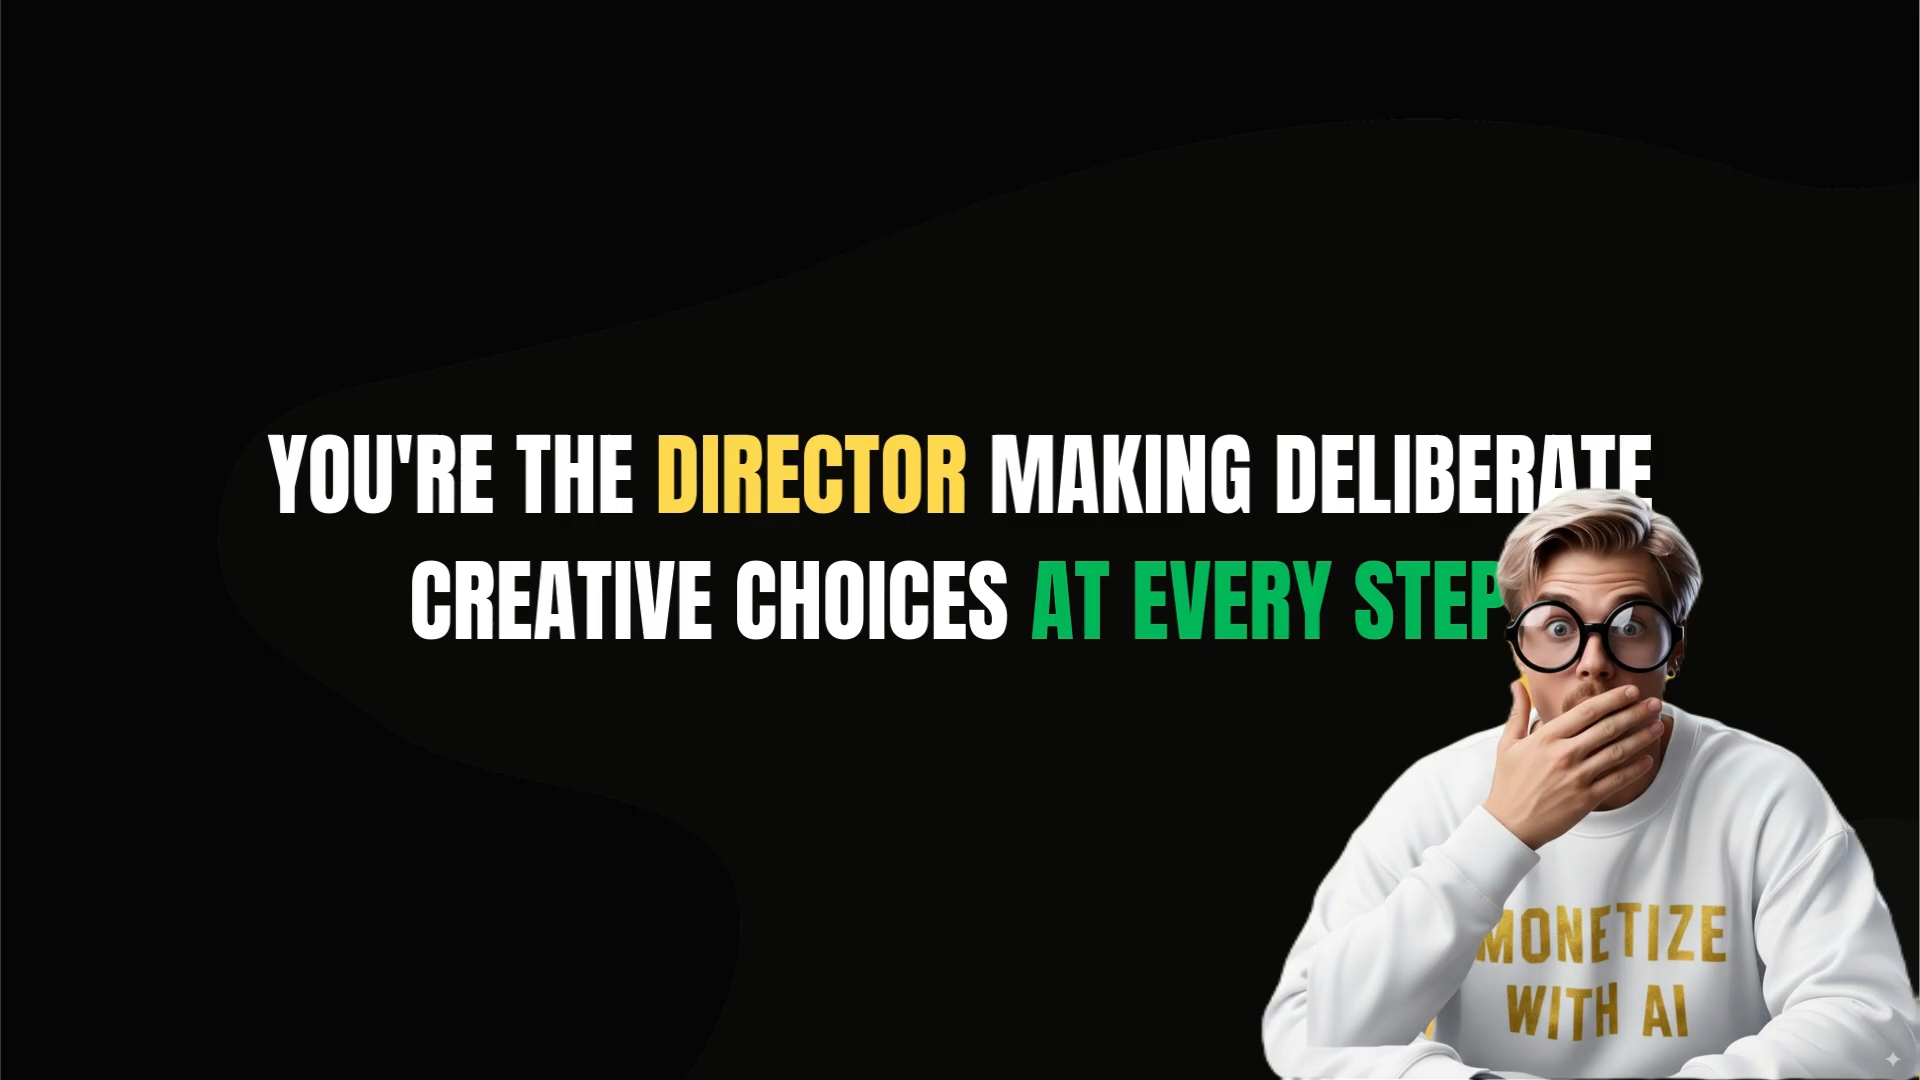 YOU'RE THE DIRECTOR MAKING DELIBERATE
CREATIVE CHOICES AT EVERY STEP
MONETIZE
WITH AI